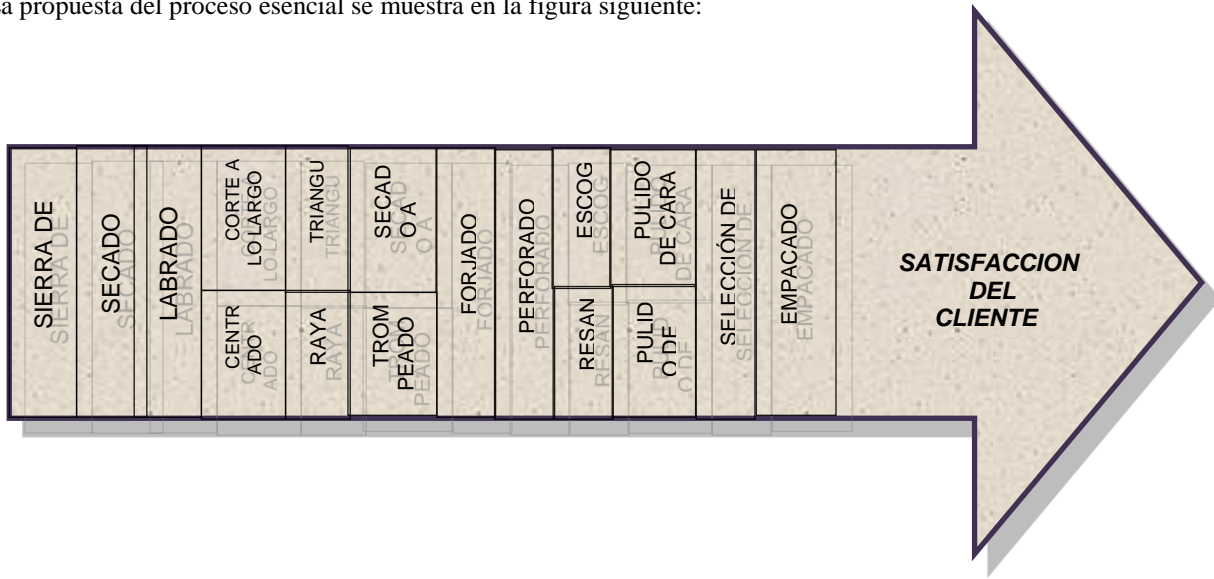 a propuesta del proceso esencial se muestra en la figura siguiente:
SIERRA DE
SECADO
LABRADO
CORTE A
LO LARGO
CENTR
ADO
TRIANGU
RAYA
SECAD
O A
TROM
PEADO
FORJADO
PERFORADO
ESCOG
RESAN
PULIDO
DE CARA
PULID
O DE
SELECCIÓN DE
EMPACADO
SATISFACCION
DEL
CLIENTE